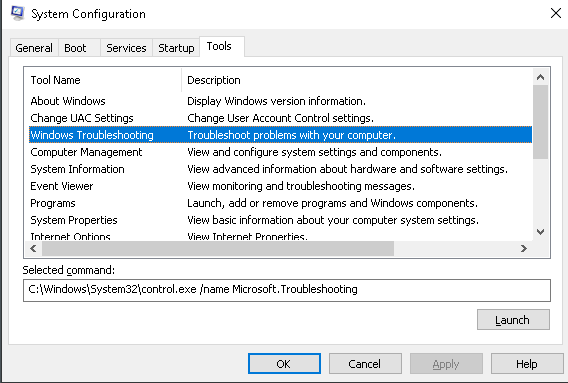 System Configuration
General Boot Services Startup Tools
Tool Name Description
About Windows Display Windows version information.
Change UAC Settings Change User Account Control settings.
Windows Troubleshooting Troubleshoot problems with your computer.
Computer Management View and configure system settings and components.
System Information View advanced information about hardware and software settings.
Event Viewer View monitoring and troubleshooting messages.
Programs Launch, add or remove programs and Windows components.
System Properties View basic information about your computer system settings.
Internet Options View Internet Properties.
Selected command:
C:\Windows\System32\control.exe /name Microsoft.Troubleshooting
Launch
OK Cancel Apply Help